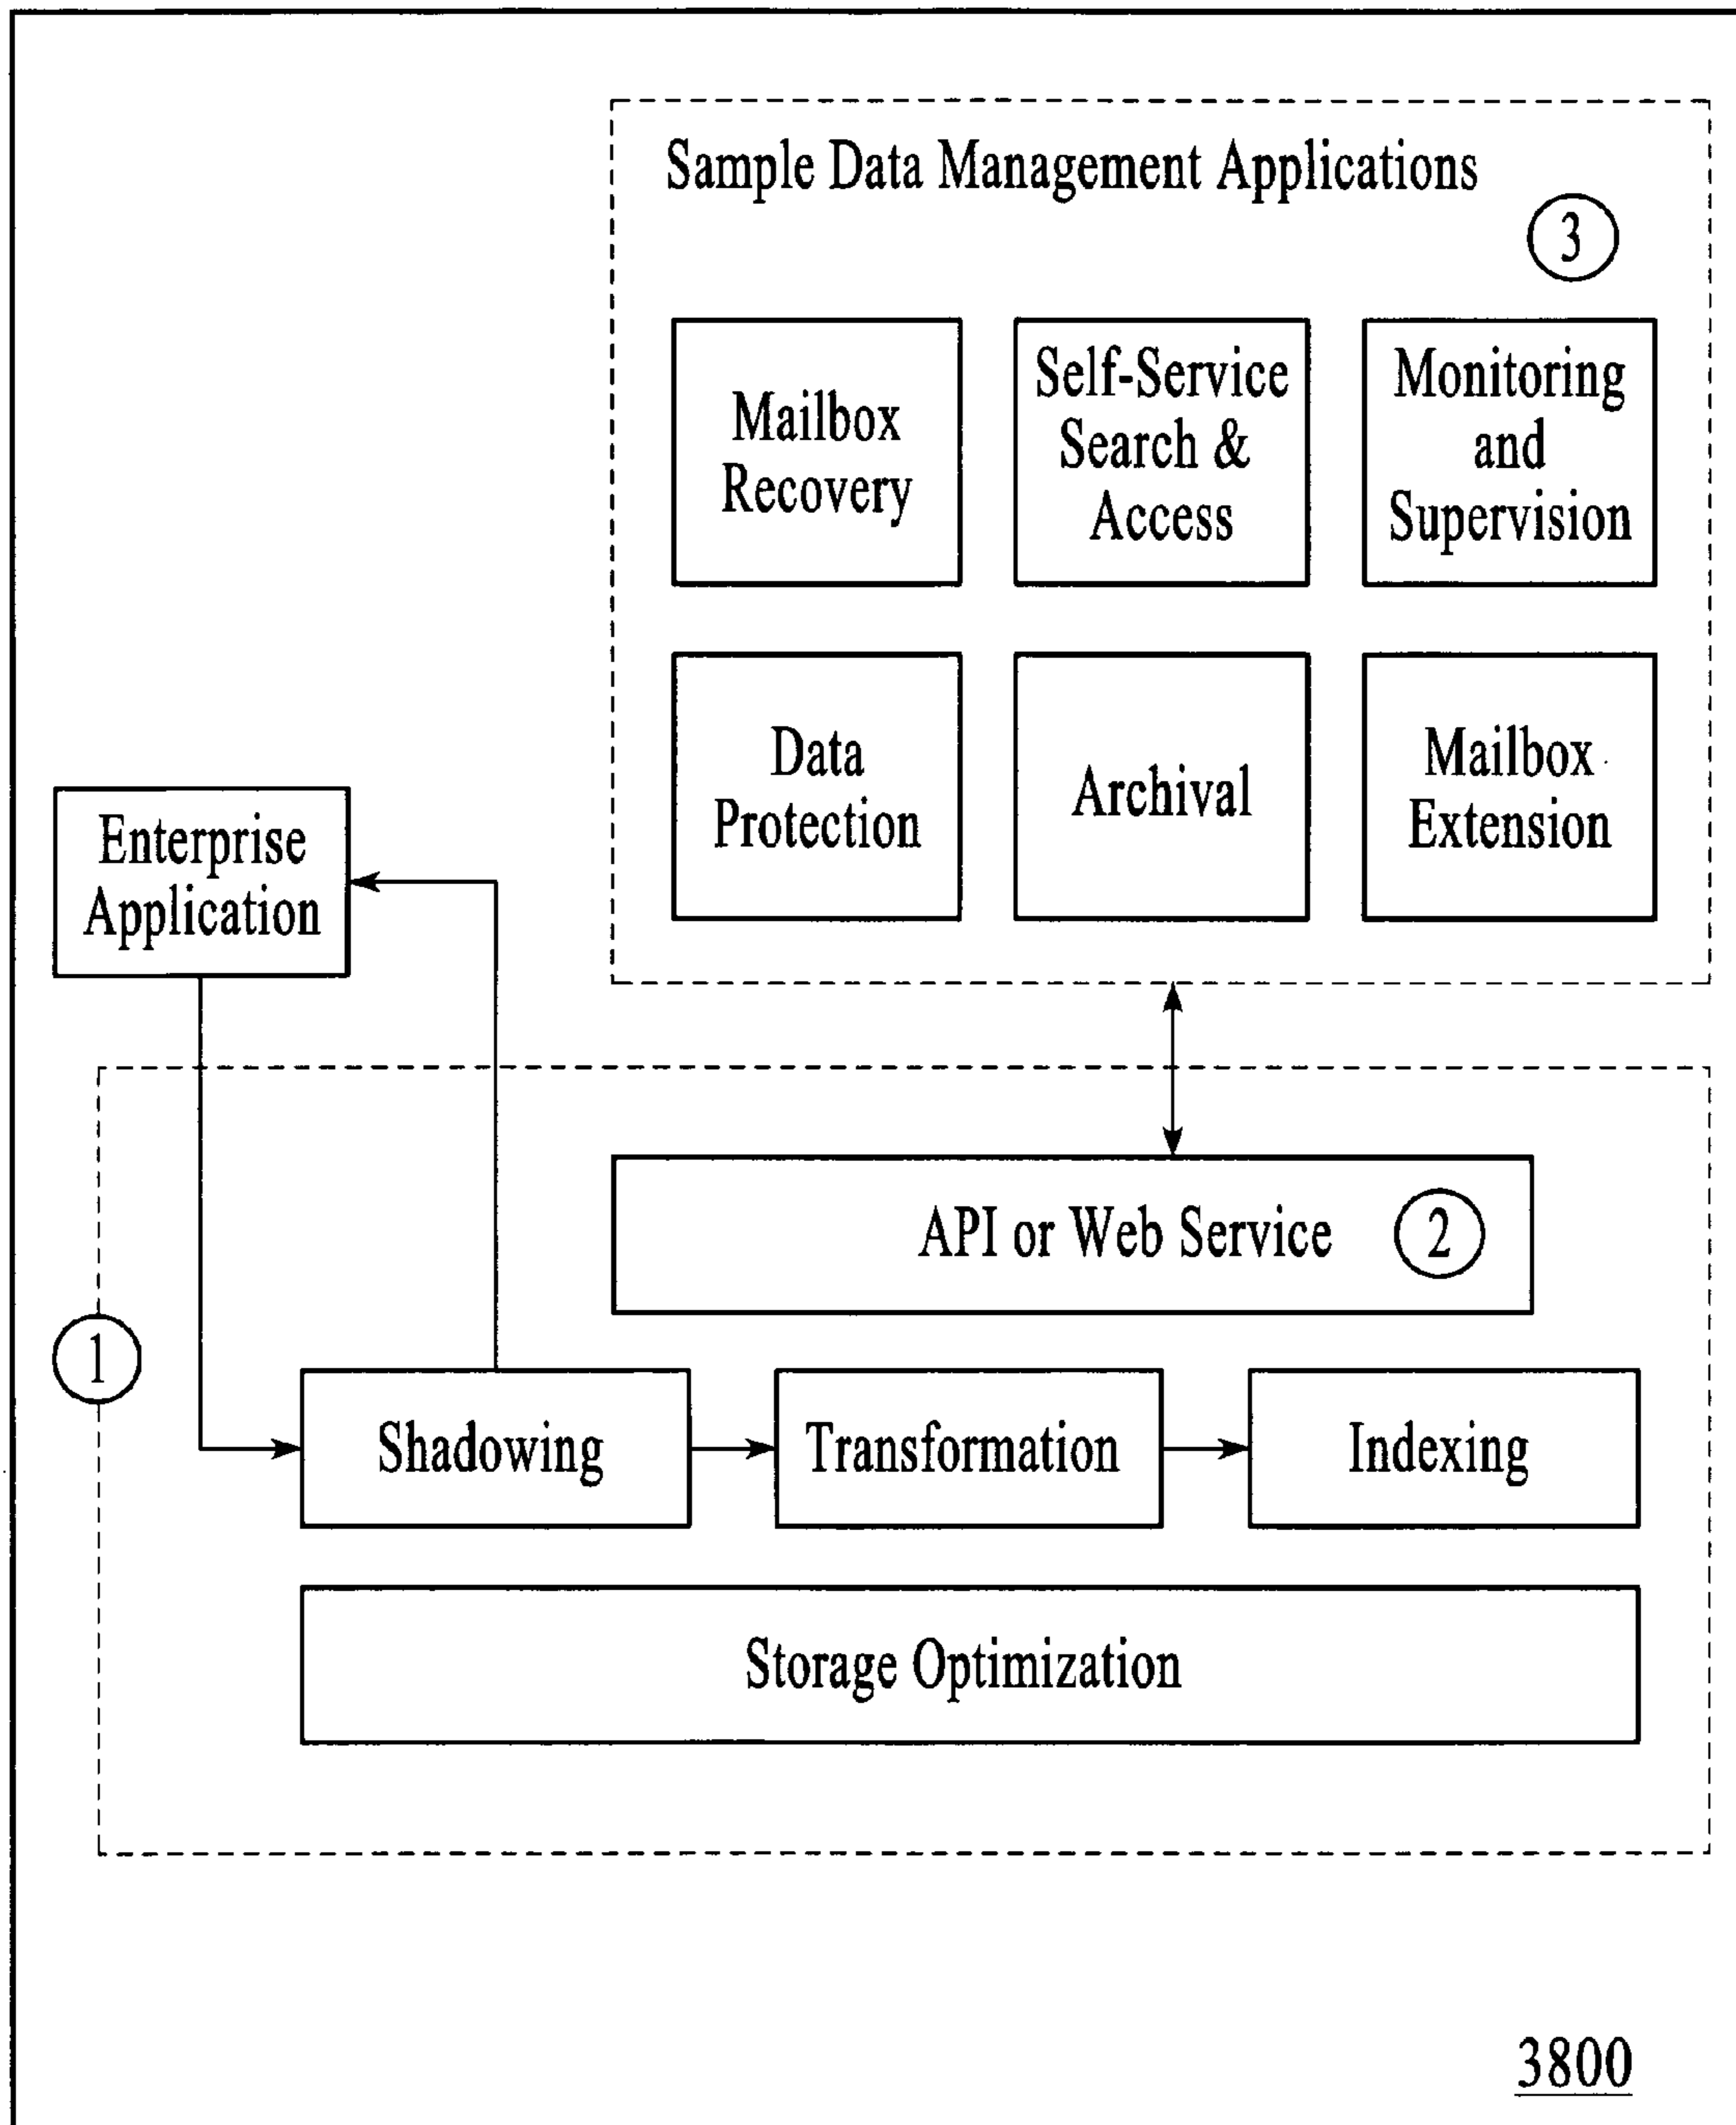 Sample Data Management Applications
3
Mailbox
Recovery
Self-Service
Search &
Access
Monitoring
and
Supervision
Data
Protection
Archival
Mailbox
Extension
Enterprise
Application
API or Web Service 2
1
Shadowing
Transformation
Indexing
Storage Optimization
3800